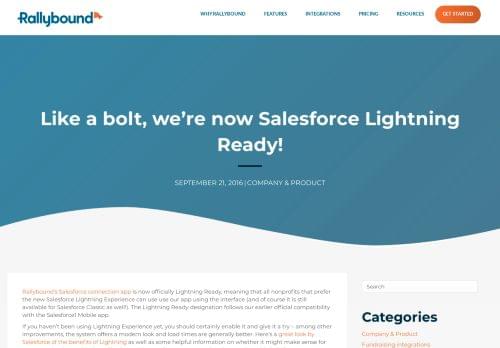 Rallybound
WHY RALLYBOUND
FEATURES
INTEGRATIONS
PRICING
RESOURCES
GET STARTED
Like a bolt, we're now Salesforce Lightning
Ready!
SEPTEMBER 21, 2016 | COMPANY & PRODUCT
Rallybound's Salesforce connection app is now officially Lightning Ready, meaning that all nonprofits that prefer
the new Salesforce Lightning Experience can use use our app using the interface (and of course it is still
available for Salesforce Classic as well!). The Lightning Ready designation follows our earlier official compatibility
with the Salesforce1 Mobile app.
If you haven't been using Lightning Experience yet, you should certainly enable it and give it a try – among other
improvements, the system offers a modern look and load times are generally better. Here's a great look by
Salesforce at the benefits of Lightning as well as some helpful information on whether it might make sense for
Search
Categories
Company & Product
Fundraising Integrations